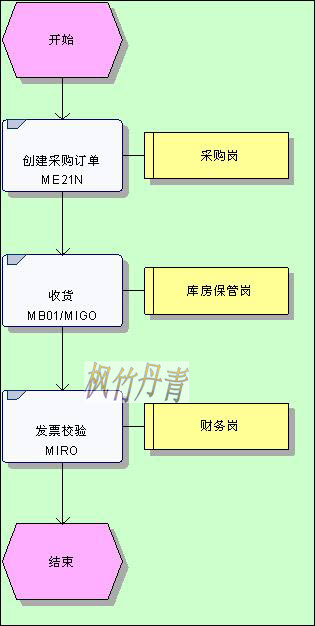 开始
创建采购订单
ME21N
采购岗
收货
MB01/MIGO
库房保管岗
枫竹丹青
发票校验
MIRO
财务岗
结束